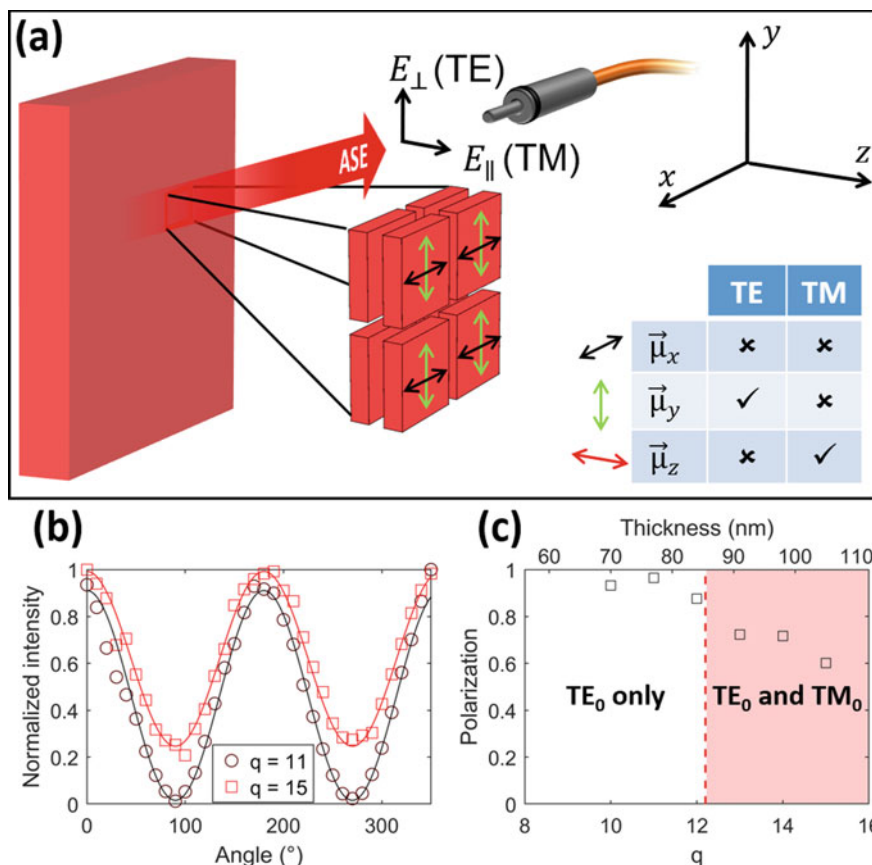 (a)
E⊥ (TE)
E∥ (TM)
ASE
y
x
z
TE TM
μ⃗x × ×
μ⃗y ✓ ×
μ⃗z × ✓
(b)
Normalized intensity
1
0.8
0.6
0.4
0.2
0
0 100 200 300
Angle (°)
q = 11
q = 15
(c)
Thickness (nm)
60 70 80 90 100 110
Polarization
1
0.8
0.6
0.4
0.2
0
TE0 only
TE0 and TM0
8 10 12 14 16
q